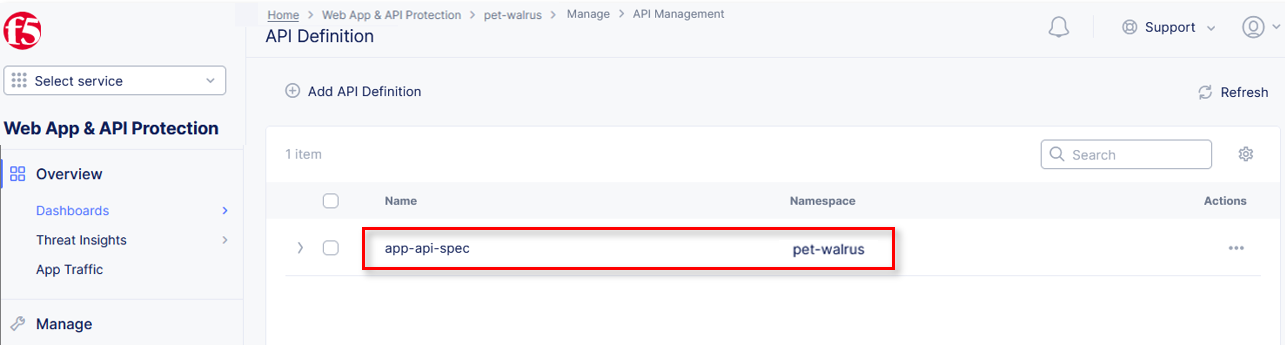 f5
Home > Web App & API Protection > pet-walrus > Manage > API Management
API Definition
Support
Select service
Add API Definition
Refresh
Web App & API Protection
1 item
Search
Overview
Name Namespace Actions
Dashboards
Threat Insights
app-api-spec pet-walrus
App Traffic
Manage